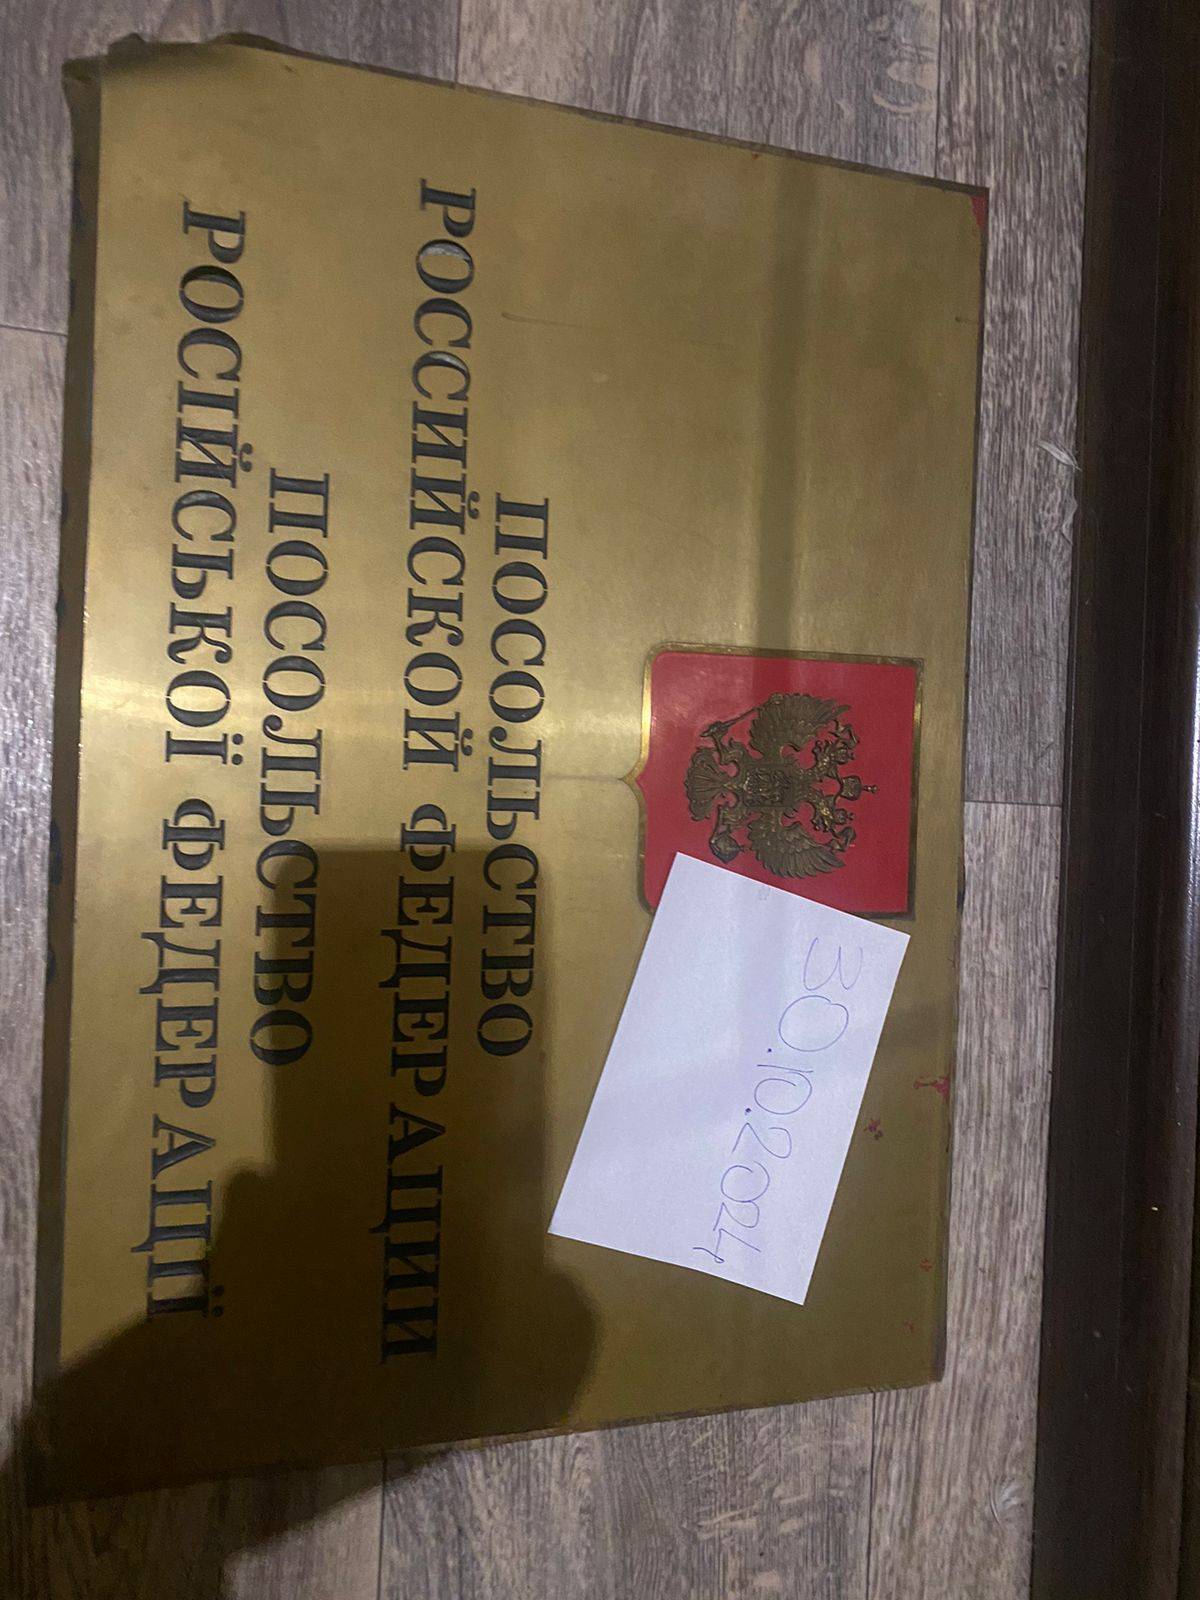 30.10.2024
ПОСОЛЬСТВО
РОССИЙСКОЙ ФЕДЕРАЦИИ
ПОСОЛЬСТВО
РОСІЙСЬКОЇ ФЕДЕРАЦІЇ